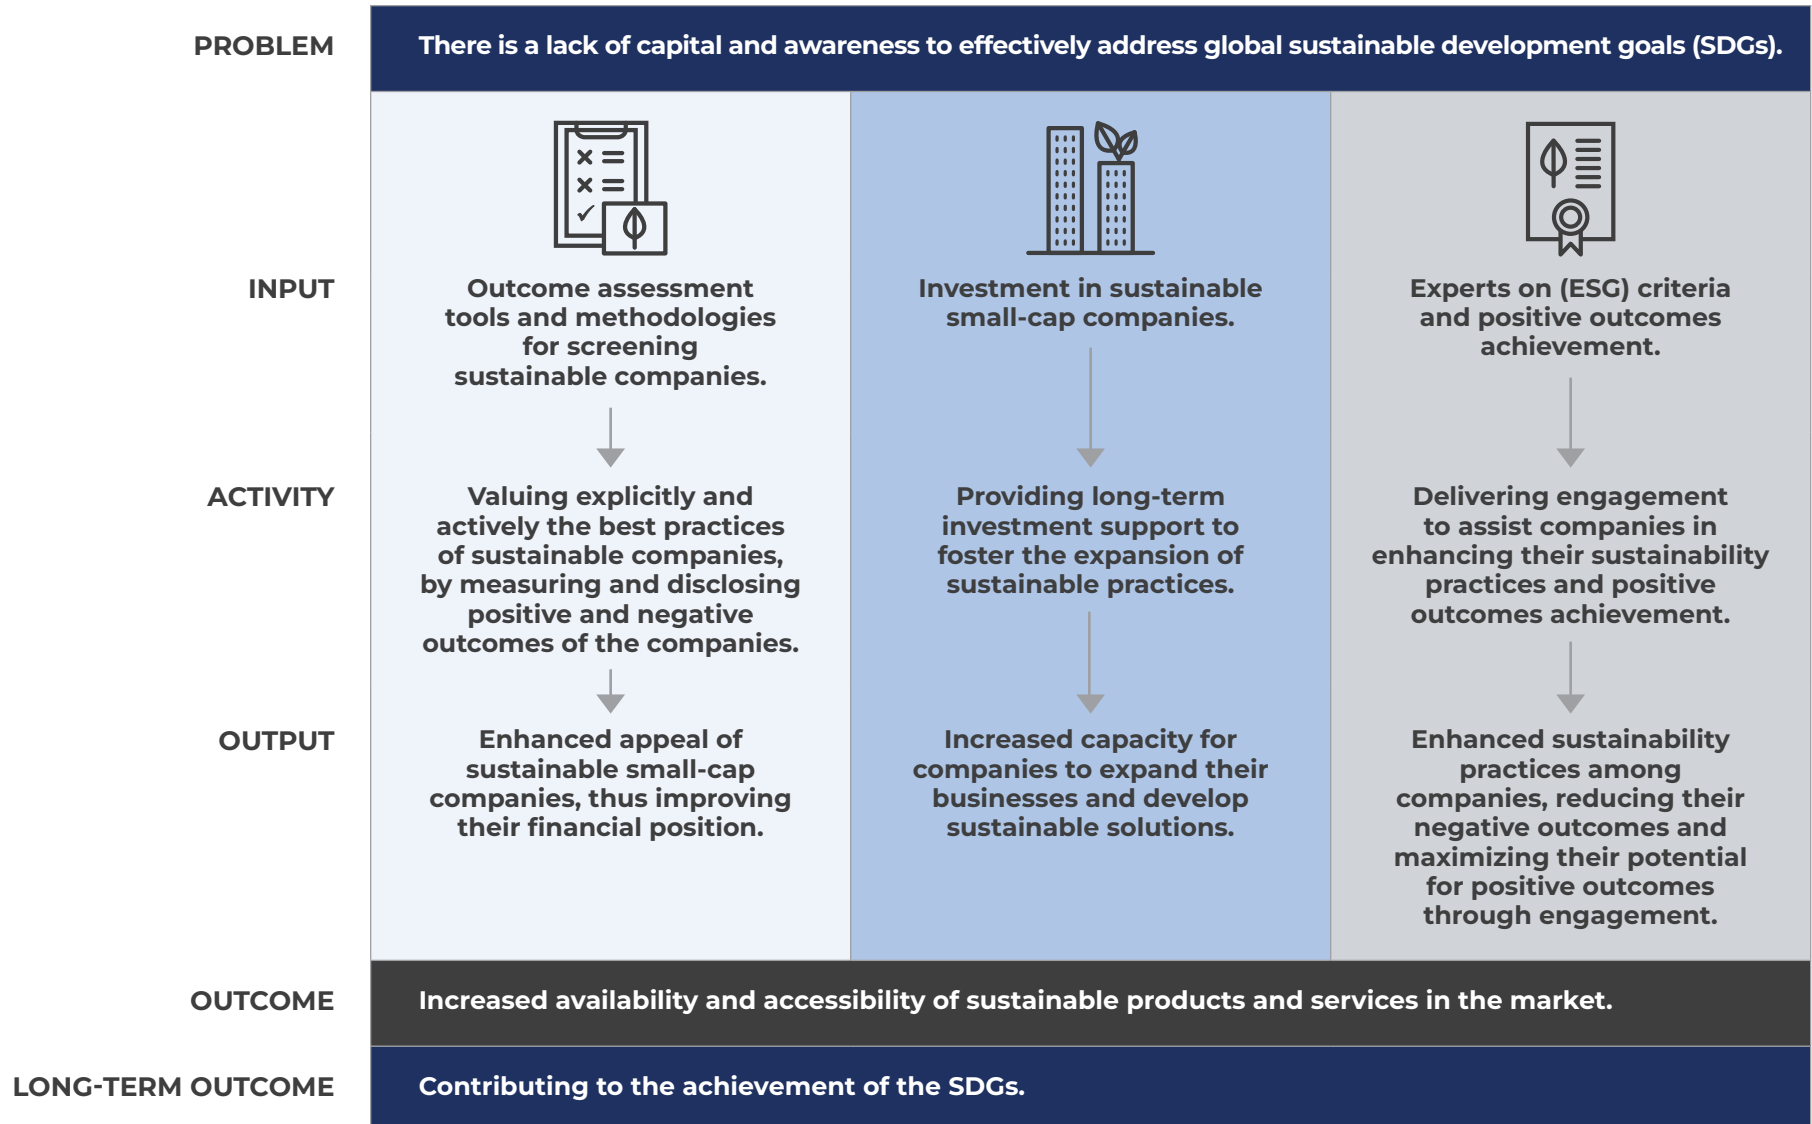 PROBLEM
There is a lack of capital and awareness to effectively address global sustainable development goals (SDGs).
INPUT
Outcome assessment
tools and methodologies
for screening
sustainable companies.
Investment in sustainable
small-cap companies.
Experts on (ESG) criteria
and positive outcomes
achievement.
ACTIVITY
Valuing explicitly and
actively the best practices
of sustainable companies,
by measuring and disclosing
positive and negative
outcomes of the companies.
Providing long-term
investment support to
foster the expansion of
sustainable practices.
Delivering engagement
to assist companies in
enhancing their sustainability
practices and positive
outcomes achievement.
OUTPUT
Enhanced appeal of
sustainable small-cap
companies, thus improving
their financial position.
Increased capacity for
companies to expand their
businesses and develop
sustainable solutions.
Enhanced sustainability
practices among
companies, reducing their
negative outcomes and
maximizing their potential
for positive outcomes
through engagement.
OUTCOME
Increased availability and accessibility of sustainable products and services in the market.
LONG-TERM OUTCOME
Contributing to the achievement of the SDGs.